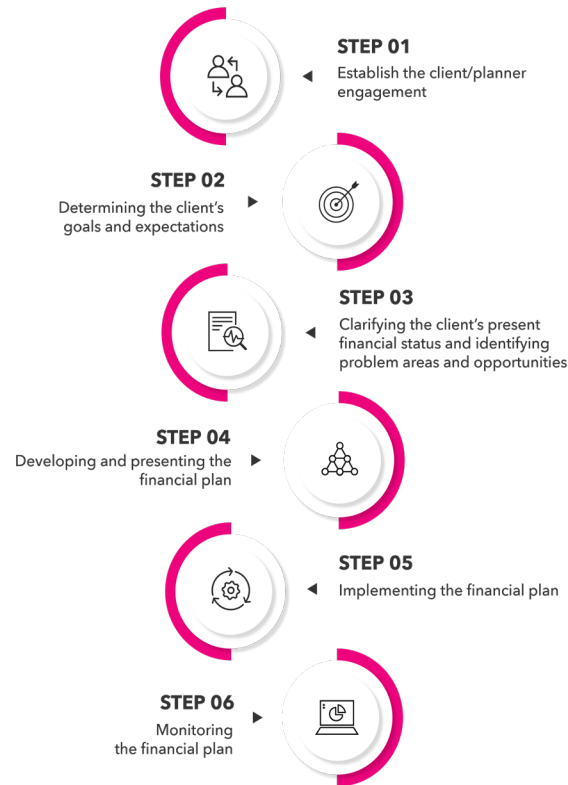 STEP 01
Establish the client/planner
engagement
STEP 02
Determining the client’s
goals and expectations
STEP 03
Clarifying the client’s present
financial status and identifying
problem areas and opportunities
STEP 04
Developing and presenting the
financial plan
STEP 05
Implementing the financial plan
STEP 06
Monitoring
the financial plan